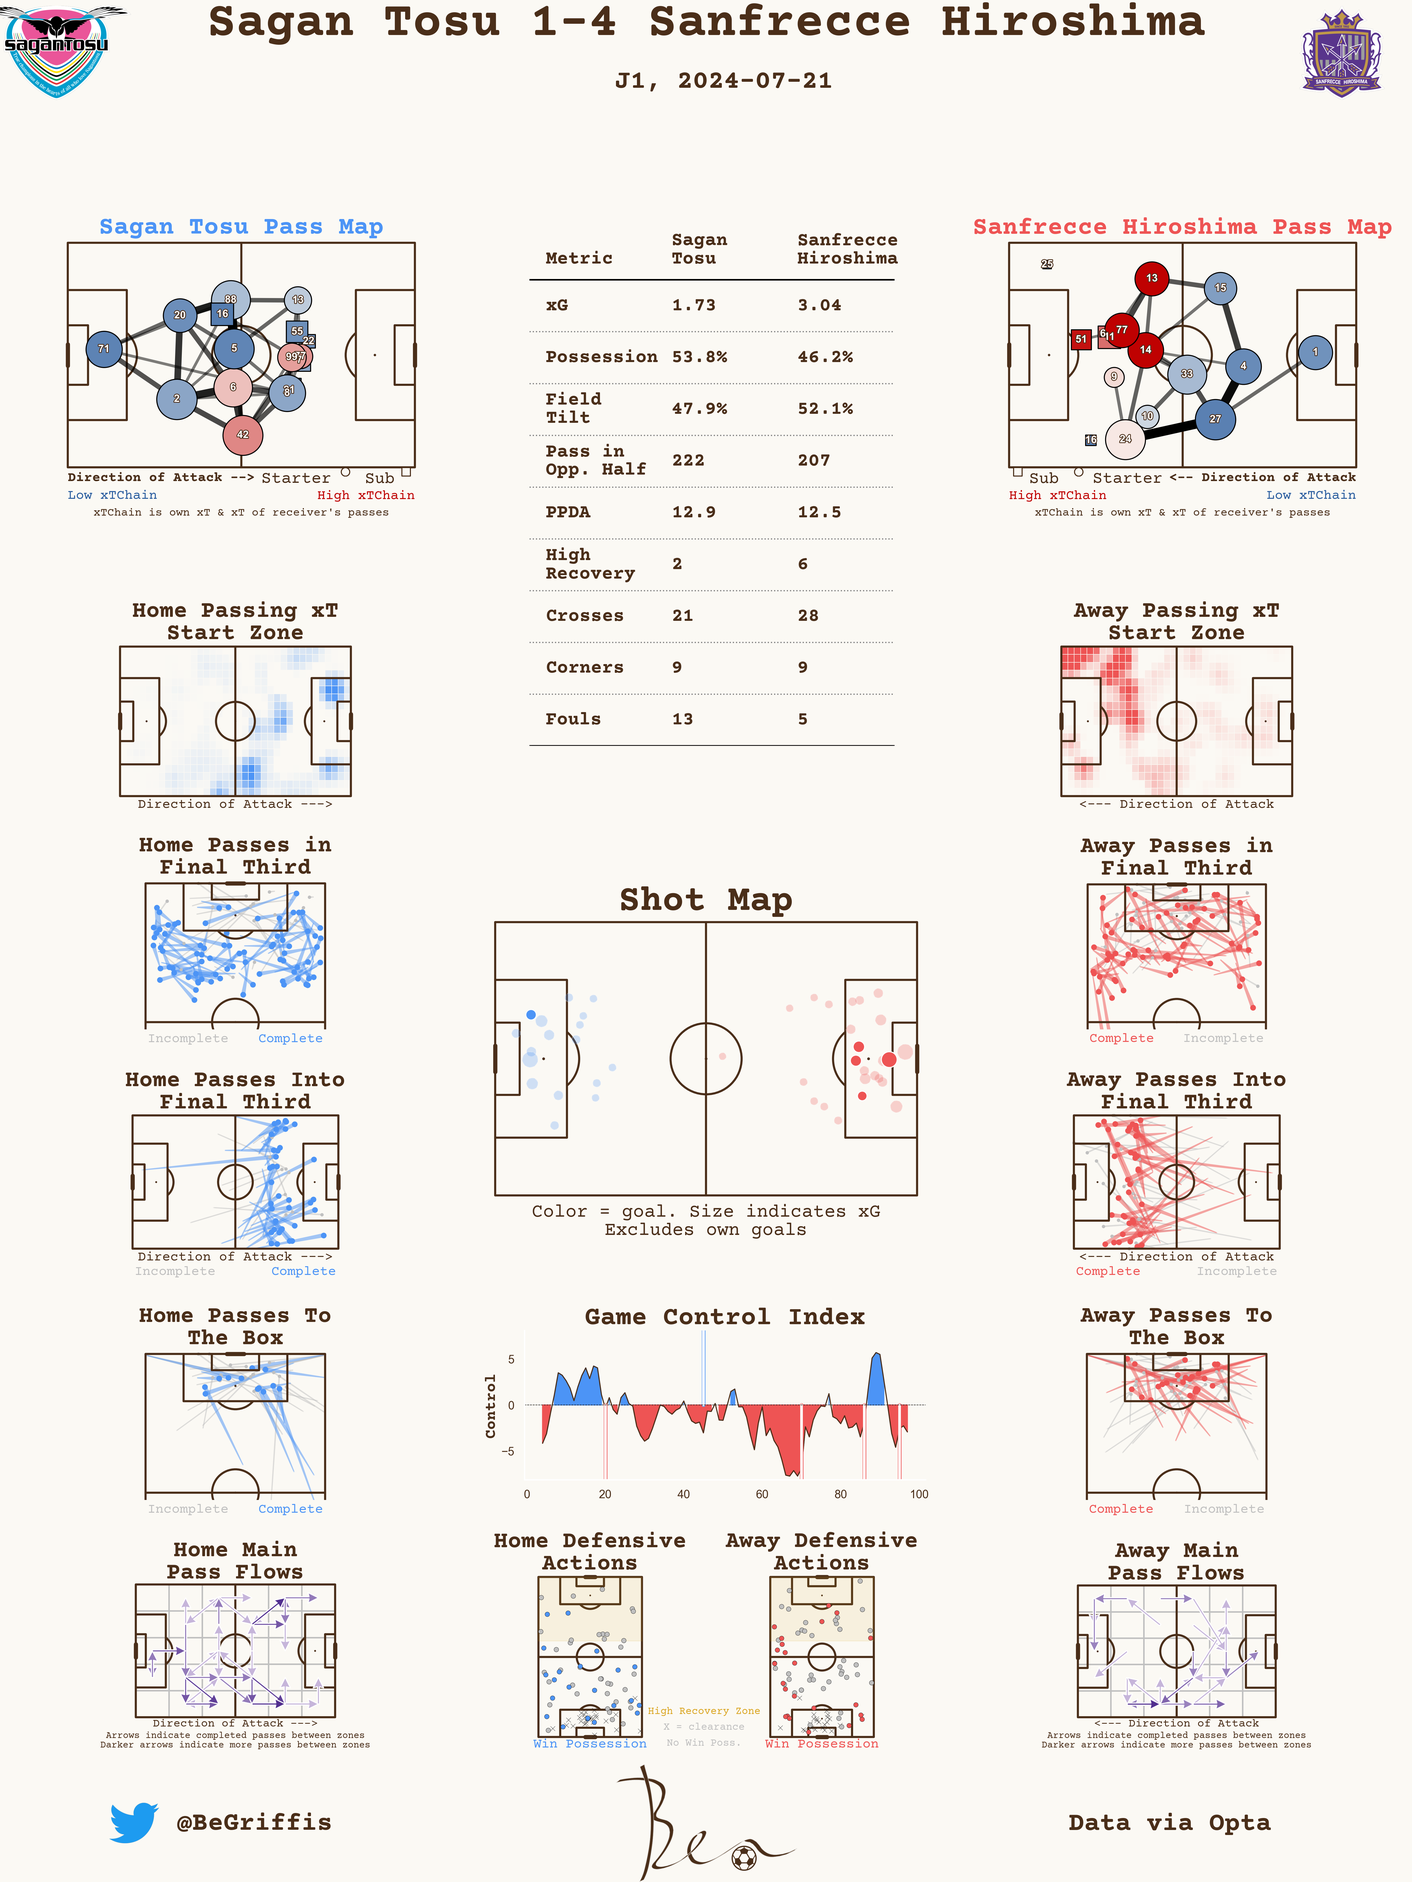 Sagan Tosu 1-4 Sanfrecce Hiroshima
J1, 2024-07-21
saganTosu
SANFRECCE HIROSHIMA
Sagan Tosu Pass Map
88
13
20
16
55
22
71
5
99
7
6
2
8
42
Direction of Attack --> Starter Sub
Low xTChain High xTChain
xTChain is own xT & xT of receiver's passes
Metric Sagan Tosu Sanfrecce Hiroshima
xG 1.73 3.04
Possession 53.8% 46.2%
Field Tilt 47.9% 52.1%
Pass in Opp. Half 222 207
PPDA 12.9 12.5
High Recovery 2 6
Crosses 21 28
Corners 9 9
Fouls 13 5
Sanfrecce Hiroshima Pass Map
25
13
15
77
51
11
14
1
9
33
4
10
27
16
24
Sub Starter <-- Direction of Attack
High xTChain Low xTChain
xTChain is own xT & xT of receiver's passes
Home Passing xT
Start Zone
Direction of Attack --->
Away Passing xT
Start Zone
<--- Direction of Attack
Home Passes in
Final Third
Incomplete Complete
Away Passes in
Final Third
Complete Incomplete
Shot Map
Color = goal. Size indicates xG
Excludes own goals
Home Passes Into
Final Third
Direction of Attack --->
Incomplete Complete
Away Passes Into
Final Third
<--- Direction of Attack
Complete Incomplete
Home Passes To
The Box
Incomplete Complete
Game Control Index
Control
5
0
−5
0 20 40 60 80 100
Away Passes To
The Box
Complete Incomplete
Home Main
Pass Flows
Direction of Attack --->
Arrows indicate completed passes between zones
Darker arrows indicate more passes between zones
Home Defensive
Actions
Win Possession
Away Defensive
Actions
Win Possession
High Recovery Zone
X = clearance
No Win Poss.
Away Main
Pass Flows
<--- Direction of Attack
Arrows indicate completed passes between zones
Darker arrows indicate more passes between zones
@BeGriffis
Ben
Data via Opta